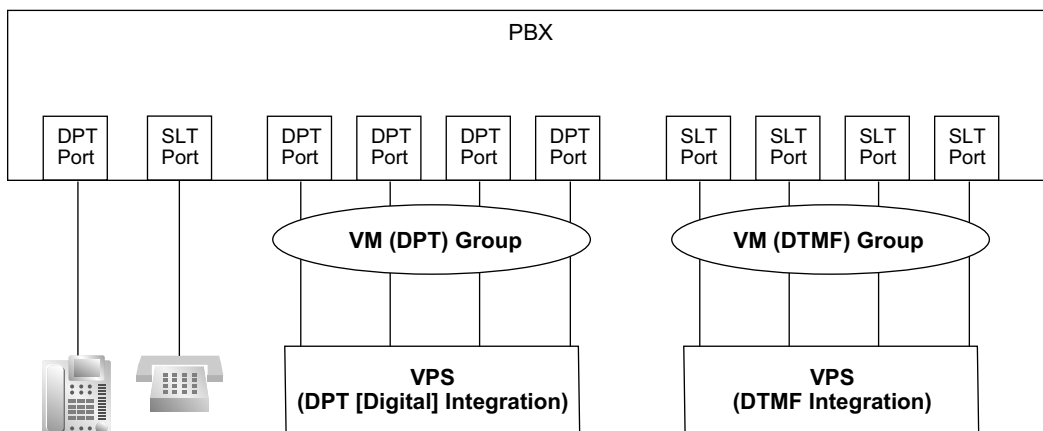 PBX
DPT
Port
SLT
Port
DPT
Port
DPT
Port
DPT
Port
DPT
Port
SLT
Port
SLT
Port
SLT
Port
SLT
Port
VM (DPT) Group
VM (DTMF) Group
VPS
(DPT [Digital] Integration)
VPS
(DTMF Integration)